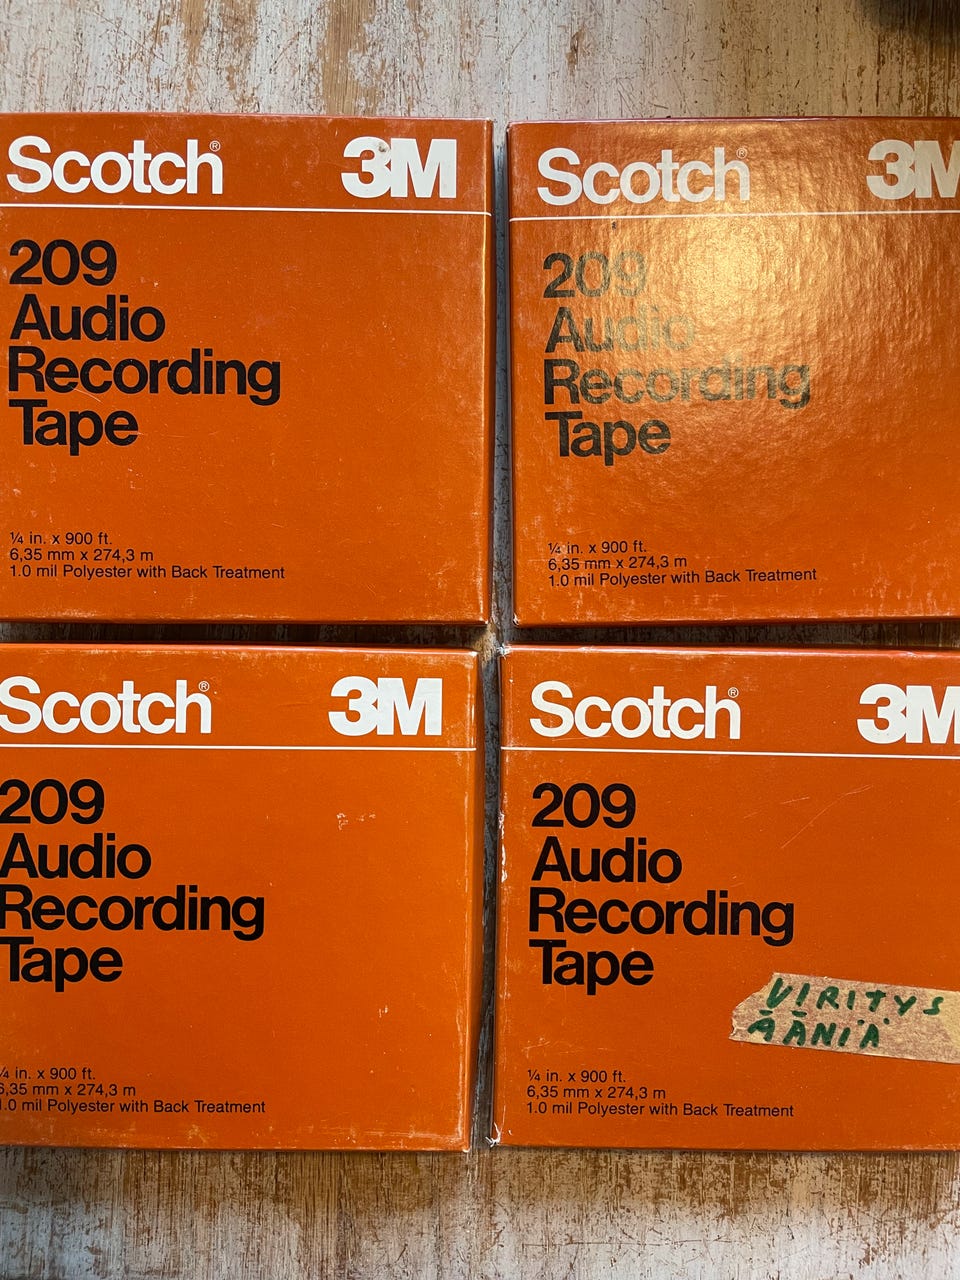 Scotch® 3M
209
Audio
Recording
Tape
¼ in. x 900 ft.
6,35 mm x 274,3 m
1.0 mil Polyester with Back Treatment
Scotch® 3M
209
Audio
Recording
Tape
¼ in. x 900 ft.
6,35 mm x 274,3 m
1.0 mil Polyester with Back Treatment
Scotch® 3M
209
Audio
Recording
Tape
¼ in. x 900 ft.
6,35 mm x 274,3 m
1.0 mil Polyester with Back Treatment
Scotch® 3M
209
Audio
Recording
Tape
VIRITYS
ÄÄNIÄ
¼ in. x 900 ft.
6,35 mm x 274,3 m
1.0 mil Polyester with Back Treatment